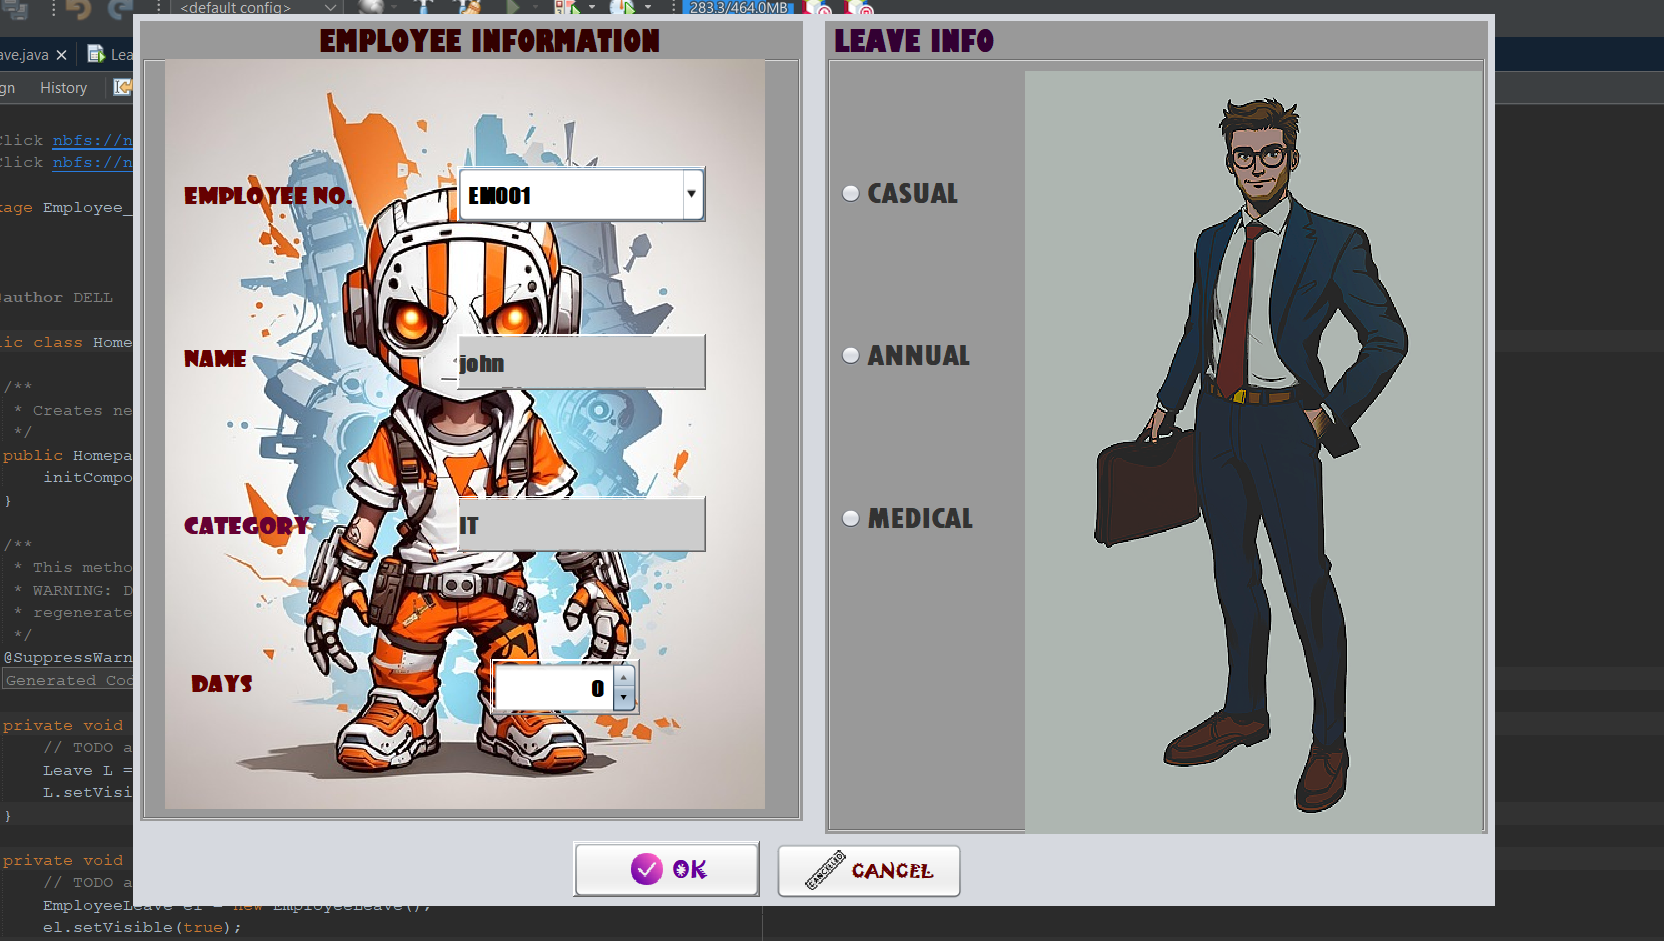 <default config>
283.3/464.0MB
EMPLOYEE INFORMATION
LEAVE INFO
ave.java
Lea
gn
History
Click nbfs://n
Click nbfs://n
EMPLOYEE NO.
EM001
CASUAL
kage Employee_
author DELL
lic class Home
NAME
john
ANNUAL
/**
* Creates ne
*/
public Homepa
initCompo
}
CATEGORY
IT
MEDICAL
/**
* This metho
* WARNING: D
* regenerate
*/
@SuppressWarn
Generated Cod
DAYS
0
private void
// TODO a
Leave L =
L.setVisi
}
private void
// TODO a
OK
CANCELLED
CANCEL
EmployeeLeave el = new EmployeeLeave();
el.setVisible(true);